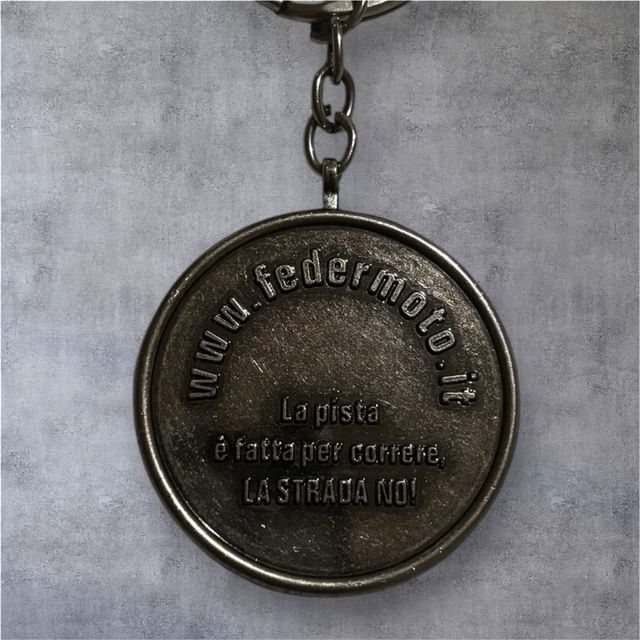 www.federmoto.it
La pista
è fatta per correre,
LA STRADA NO!